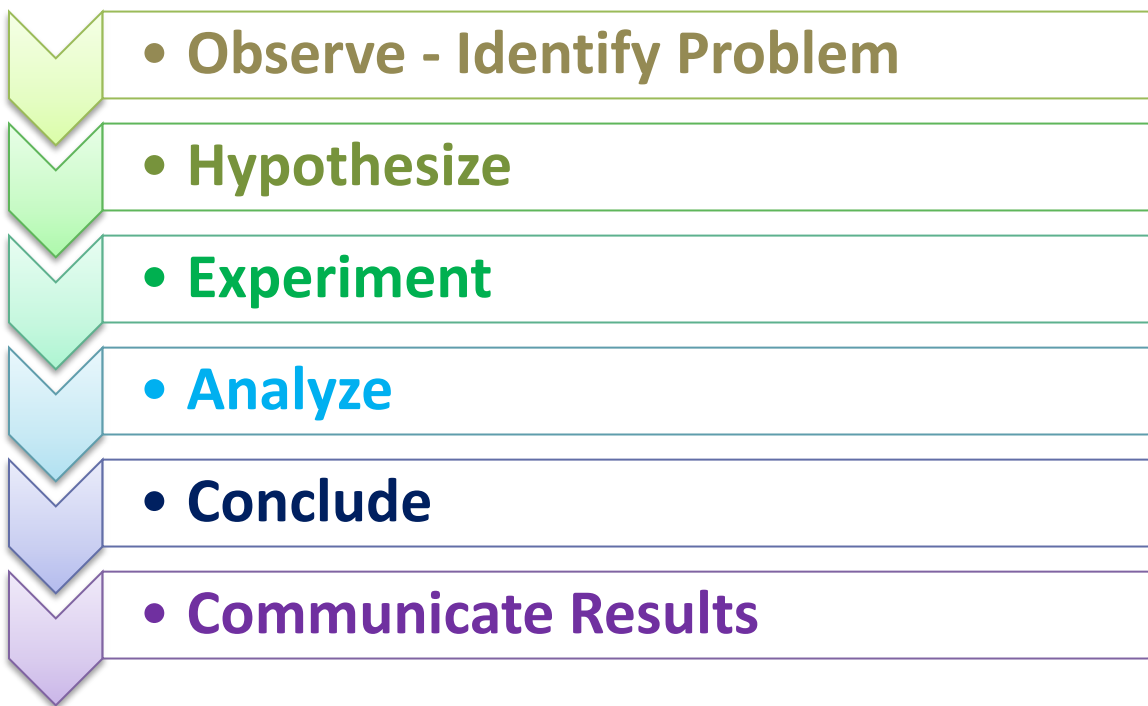 • Observe - Identify Problem
• Hypothesize
• Experiment
• Analyze
• Conclude
• Communicate Results